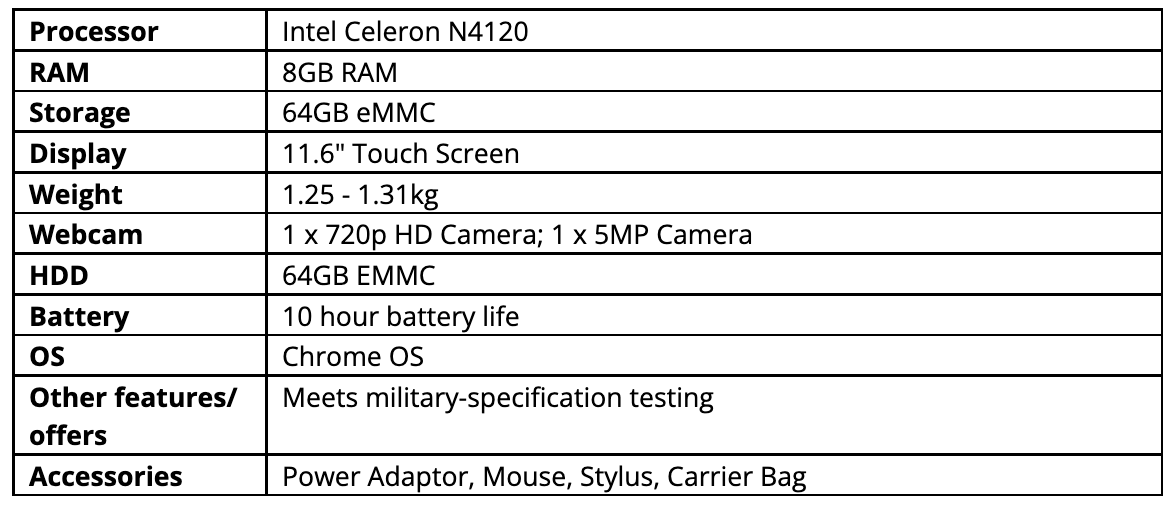 Processor Intel Celeron N4120
RAM 8GB RAM
Storage 64GB eMMC
Display 11.6" Touch Screen
Weight 1.25 - 1.31kg
Webcam 1 x 720p HD Camera; 1 x 5MP Camera
HDD 64GB EMMC
Battery 10 hour battery life
OS Chrome OS
Other features/ Meets military-specification testing
offers
Accessories Power Adaptor, Mouse, Stylus, Carrier Bag